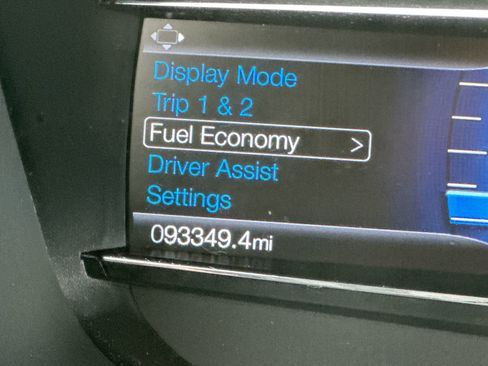 Display Mode
Trip 1 & 2
Fuel Economy >
Driver Assist
Settings
093349.4mi